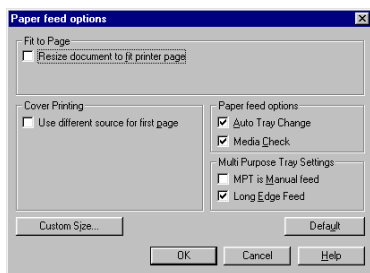 Paper feed options
Fit to Page
Resize document to fit printer page
Cover Printing
Use different source for first page
Paper feed options
Auto Tray Change
Media Check
Multi Purpose Tray Settings
MPT is Manual feed
Long Edge Feed
Custom Size...
Default
OK
Cancel
Help